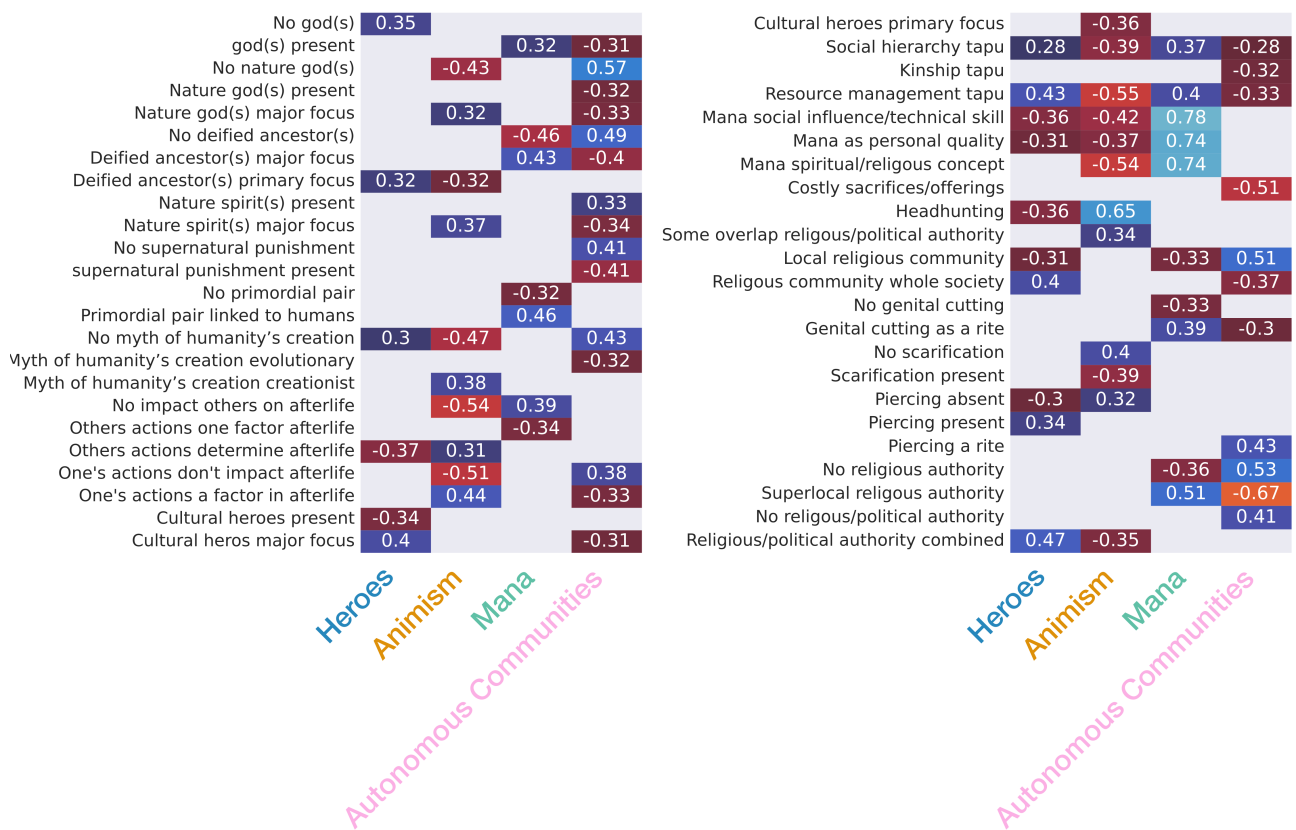 No god(s) 0.35
god(s) present 0.32 -0.31
No nature god(s) -0.43 0.57
Nature god(s) present -0.32
Nature god(s) major focus 0.32 -0.33
No deified ancestor(s) -0.46 0.49
Deified ancestor(s) major focus 0.43 -0.4
Deified ancestor(s) primary focus 0.32 -0.32
Nature spirit(s) present 0.33
Nature spirit(s) major focus 0.37 -0.34
No supernatural punishment 0.41
supernatural punishment present -0.41
No primordial pair -0.32
Primordial pair linked to humans 0.46
No myth of humanity’s creation 0.3 -0.47 0.43
Myth of humanity’s creation evolutionary -0.32
Myth of humanity’s creation creationist 0.38
No impact others on afterlife -0.54 0.39
Others actions one factor afterlife -0.34
Others actions determine afterlife -0.37 0.31
One's actions don't impact afterlife -0.51 0.38
One's actions a factor in afterlife 0.44 -0.33
Cultural heroes present -0.34
Cultural heros major focus 0.4 -0.31
Heroes
Animism
Mana
Autonomous Communities
Cultural heroes primary focus -0.36
Social hierarchy tapu 0.28 -0.39 0.37 -0.28
Kinship tapu -0.32
Resource management tapu 0.43 -0.55 0.4 -0.33
Mana social influence/technical skill -0.36 -0.42 0.78
Mana as personal quality -0.31 -0.37 0.74
Mana spiritual/religous concept -0.54 0.74
Costly sacrifices/offerings -0.51
Headhunting -0.36 0.65
Some overlap religous/political authority 0.34
Local religious community -0.31 -0.33 0.51
Religous community whole society 0.4 -0.37
No genital cutting -0.33
Genital cutting as a rite 0.39 -0.3
No scarification 0.4
Scarification present -0.39
Piercing absent -0.3 0.32
Piercing present 0.34
Piercing a rite 0.43
No religious authority -0.36 0.53
Superlocal religous authority 0.51 -0.67
No religous/political authority 0.41
Religious/political authority combined 0.47 -0.35
Heroes
Animism
Mana
Autonomous Communities